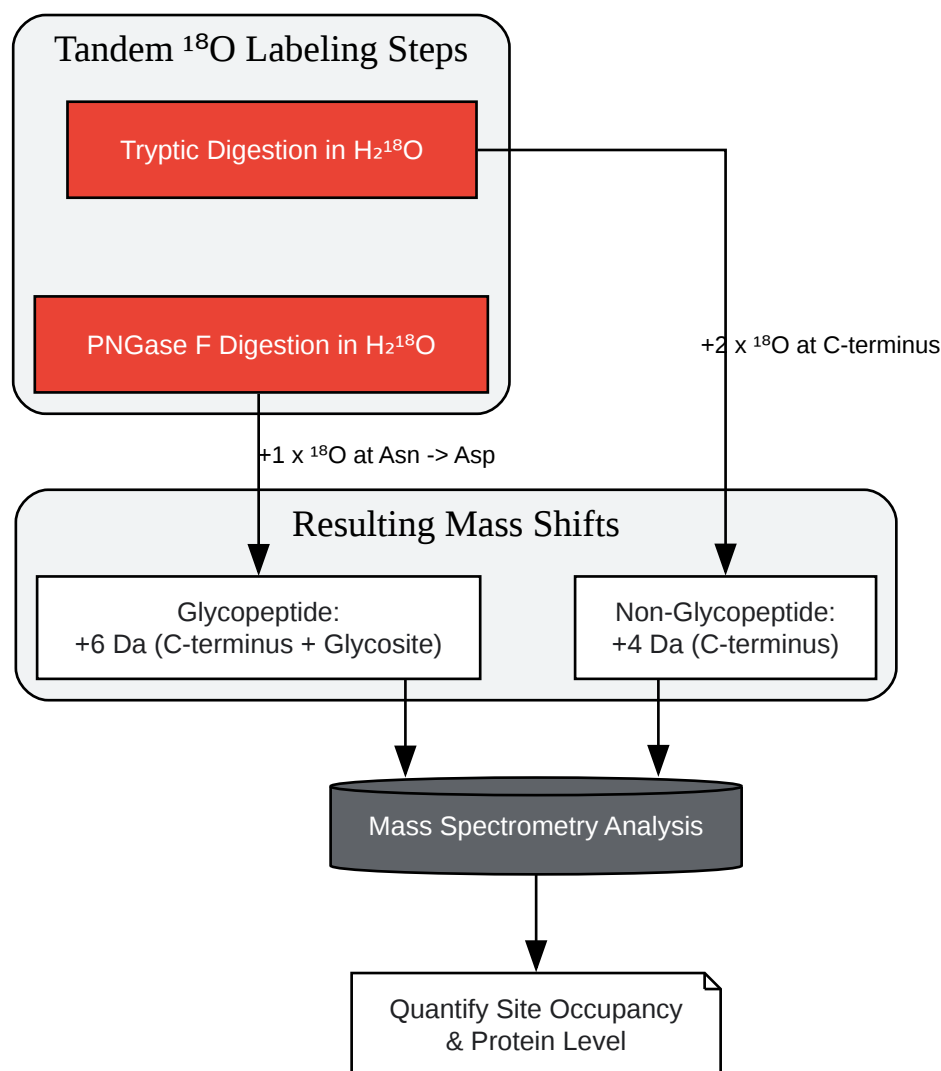 Tandem ¹⁸O Labeling Steps
Tryptic Digestion in H₂¹⁸O
PNGase F Digestion in H₂¹⁸O
+2 x ¹⁸O at C-terminus
+1 x ¹⁸O at Asn -> Asp
Resulting Mass Shifts
Glycopeptide:
+6 Da (C-terminus + Glycosite)
Non-Glycopeptide:
+4 Da (C-terminus)
Mass Spectrometry Analysis
Quantify Site Occupancy
& Protein Level